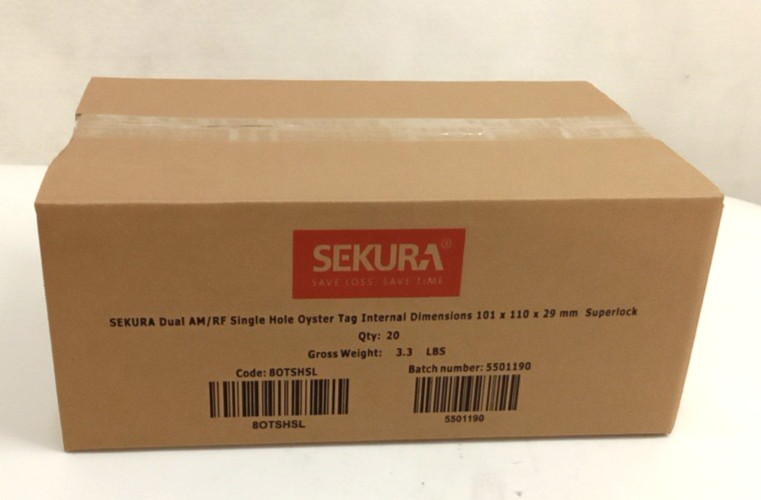 SEKURA®
SAVE LOSS. SAVE TIME
SEKURA Dual AM/RF Single Hole Oyster Tag Internal Dimensions 101 x 110 x 29 mm Superlock
Qty: 20
Gross Weight: 3.3 LBS
Code: 8OTSHSL Batch number: 5501190
8OTSHSL 5501190